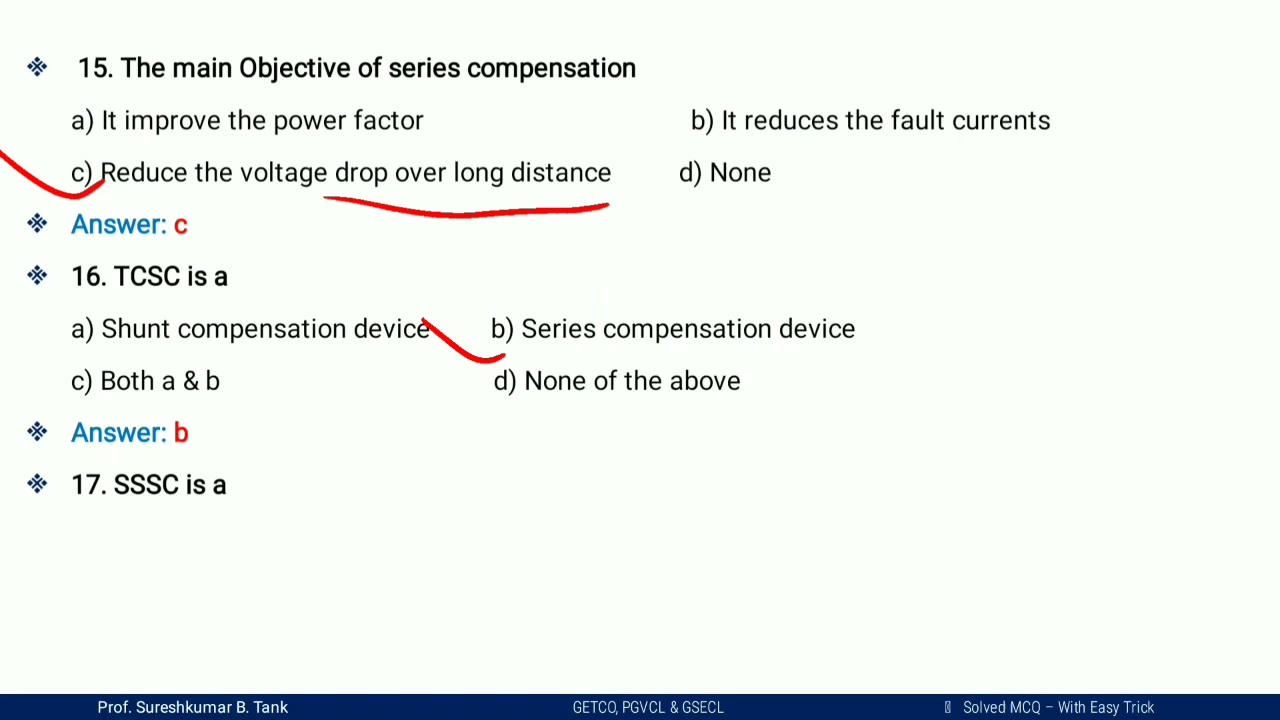 15. The main Objective of series compensation
a) It improve the power factor b) It reduces the fault currents
c) Reduce the voltage drop over long distance d) None
Answer: c
16. TCSC is a
a) Shunt compensation device b) Series compensation device
c) Both a & b d) None of the above
Answer: b
17. SSSC is a
Prof. Sureshkumar B. Tank GETCO, PGVCL & GSECL Solved MCQ – With Easy Trick